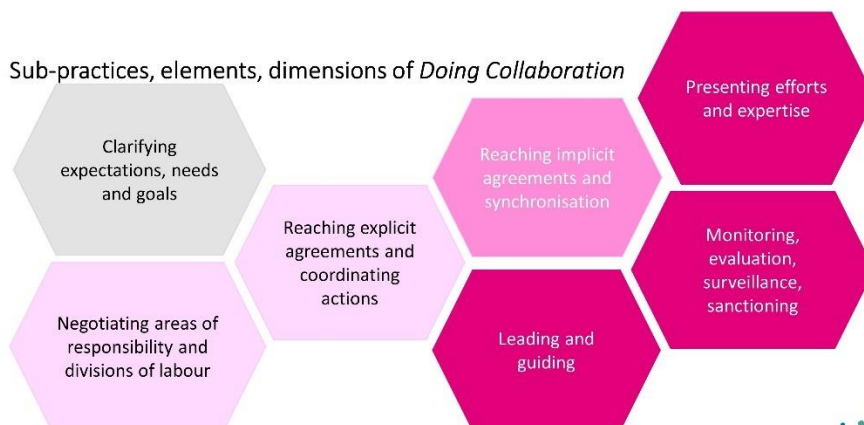 Sub-practices, elements, dimensions of Doing Collaboration
Clarifying
expectations, needs
and goals
Negotiating areas of
responsibility and
divisions of labour
Reaching explicit
agreements and
coordinating
actions
Reaching implicit
agreements and
synchronisation
Leading and
guiding
Presenting efforts
and expertise
Monitoring,
evaluation,
surveillance,
sanctioning